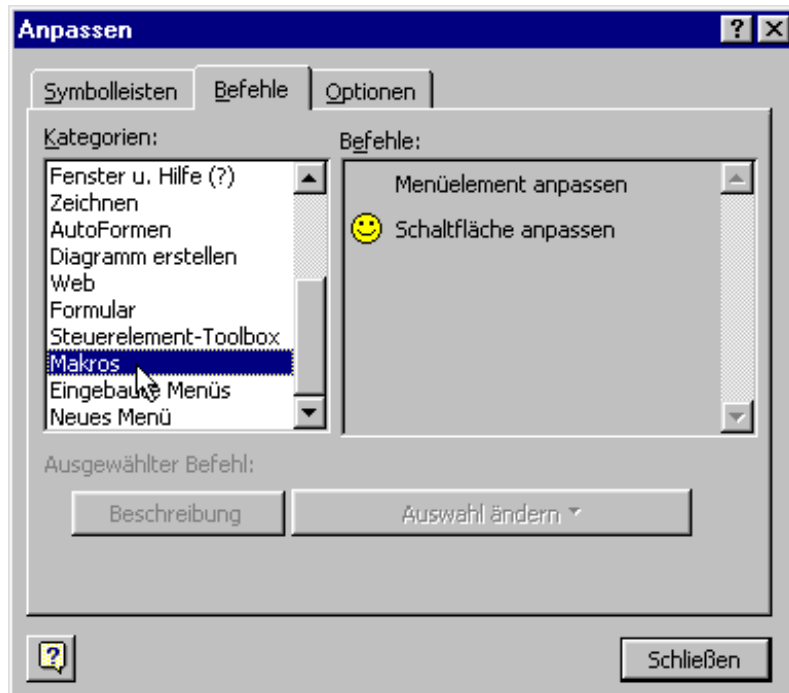 Anpassen
Symbolleisten
Befehle
Optionen
Kategorien:
Fenster u. Hilfe (?)
Zeichnen
AutoFormen
Diagramm erstellen
Web
Formular
Steuerelement-Toolbox
Makros
Eingebaute Menüs
Neues Menü
Befehle:
Menüelement anpassen
Schaltfläche anpassen
Ausgewählter Befehl:
Beschreibung
Auswahl ändern
Schließen